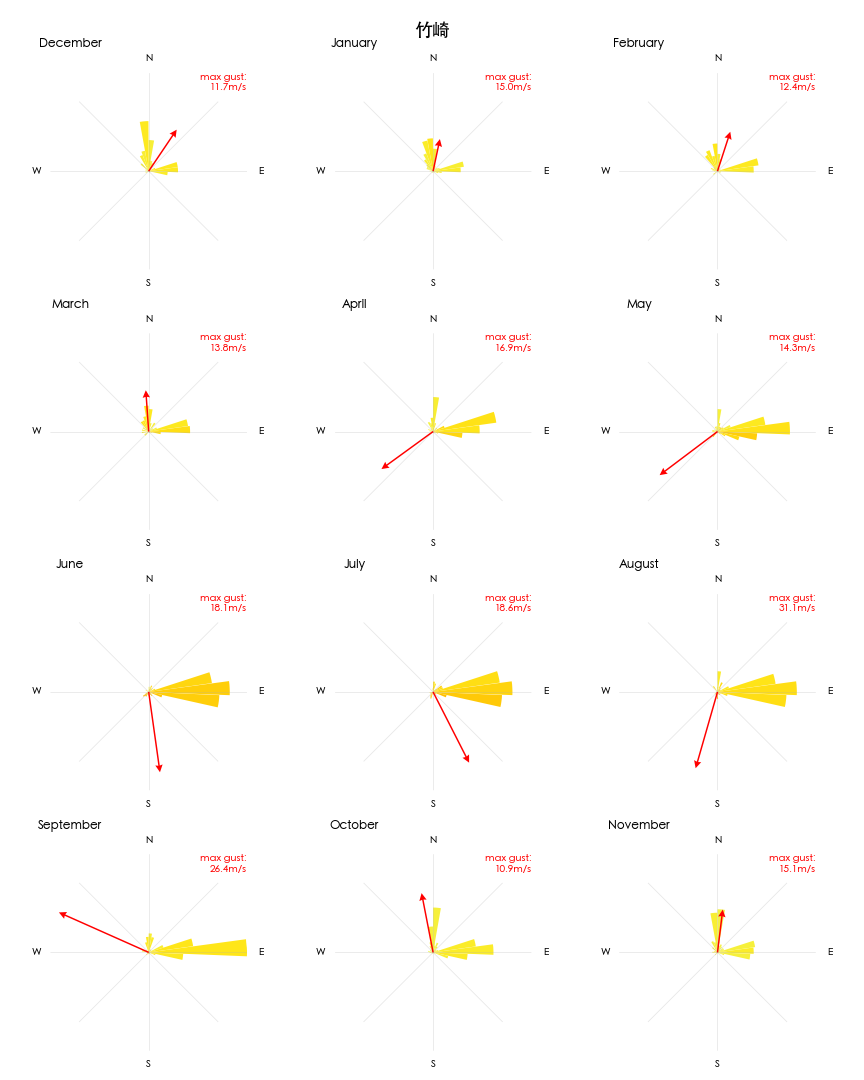 竹崎
December
N
max gust:
11.7m/s
W
E
S
January
N
max gust:
15.0m/s
W
E
S
February
N
max gust:
12.4m/s
W
E
S
March
N
max gust:
13.8m/s
W
E
S
April
N
max gust:
16.9m/s
W
E
S
May
N
max gust:
14.3m/s
W
E
S
June
N
max gust:
18.1m/s
W
E
S
July
N
max gust:
18.6m/s
W
E
S
August
N
max gust:
31.1m/s
W
E
S
September
N
max gust:
26.4m/s
W
E
S
October
N
max gust:
10.9m/s
W
E
S
November
N
max gust:
15.1m/s
W
E
S